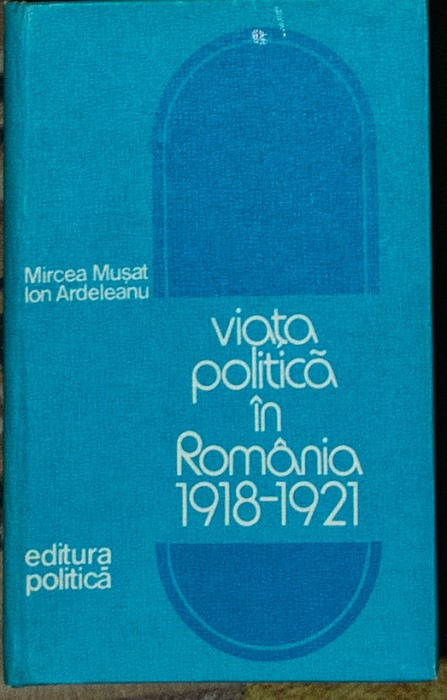 Mircea Mușat
Ion Ardeleanu
viața
politică
în
România
1918-1921
editura
politică